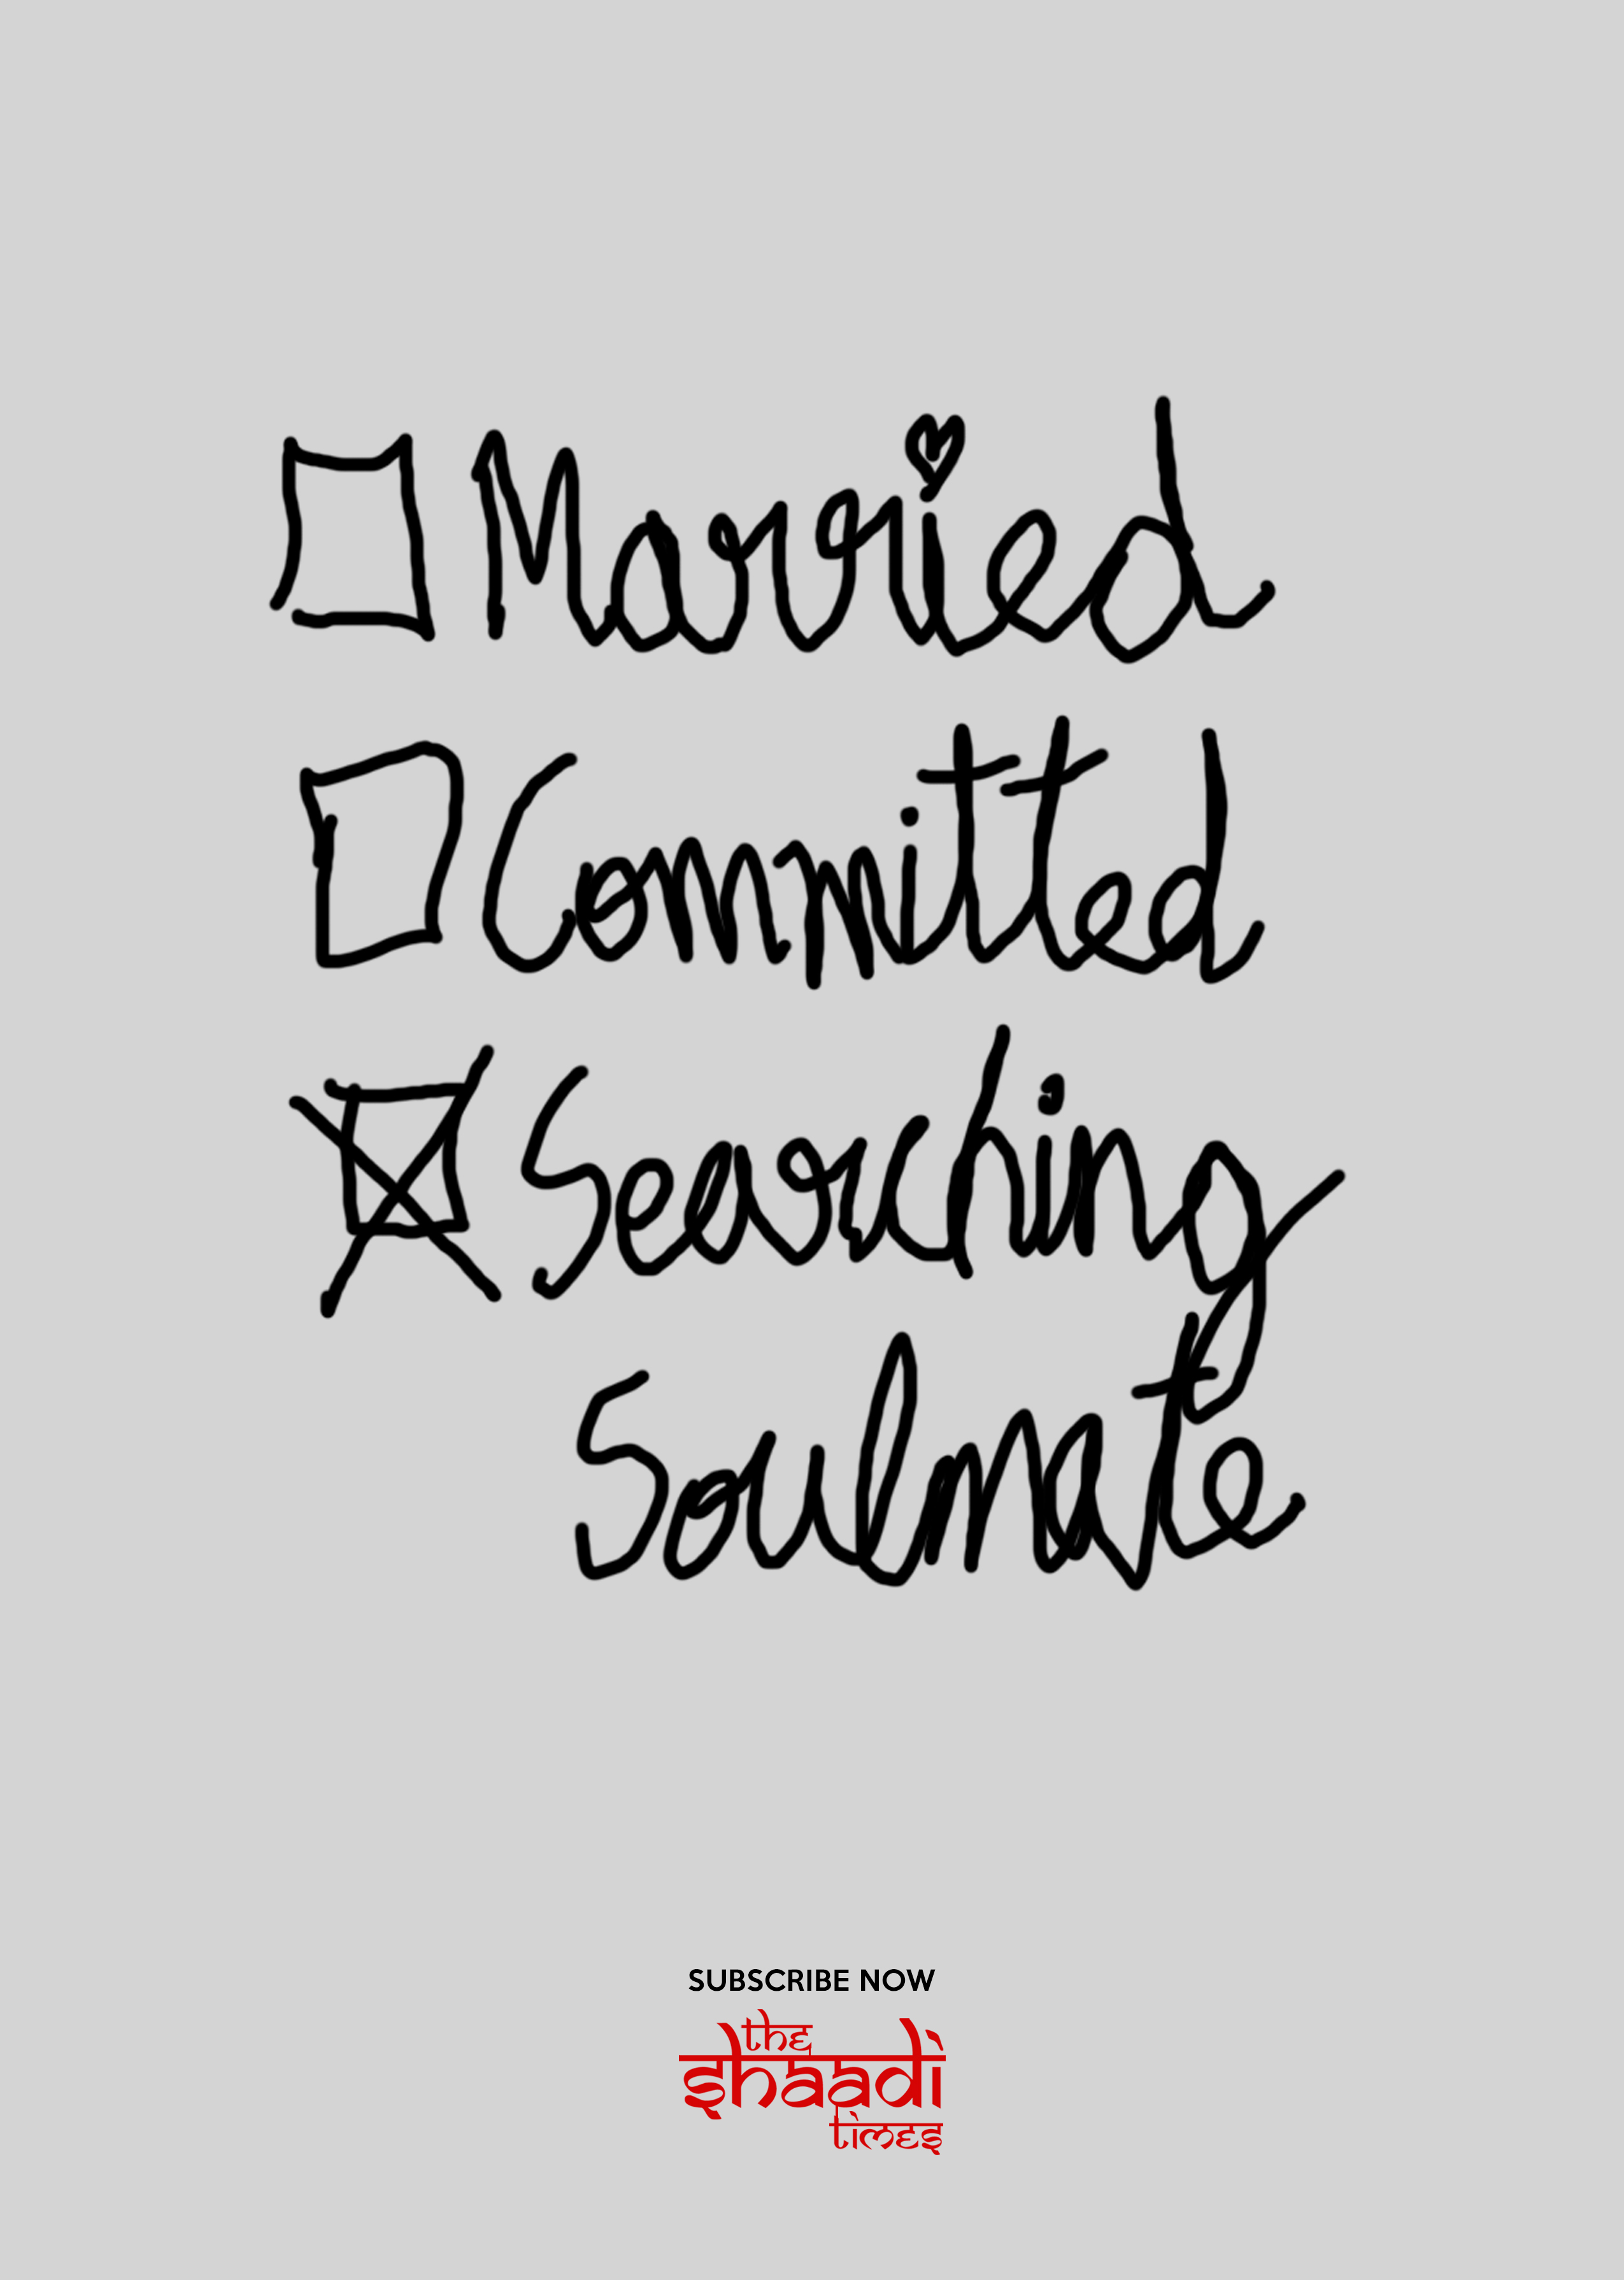 Married
Committed
Searching
Soulmate
SUBSCRIBE NOW
the
shaadi
times